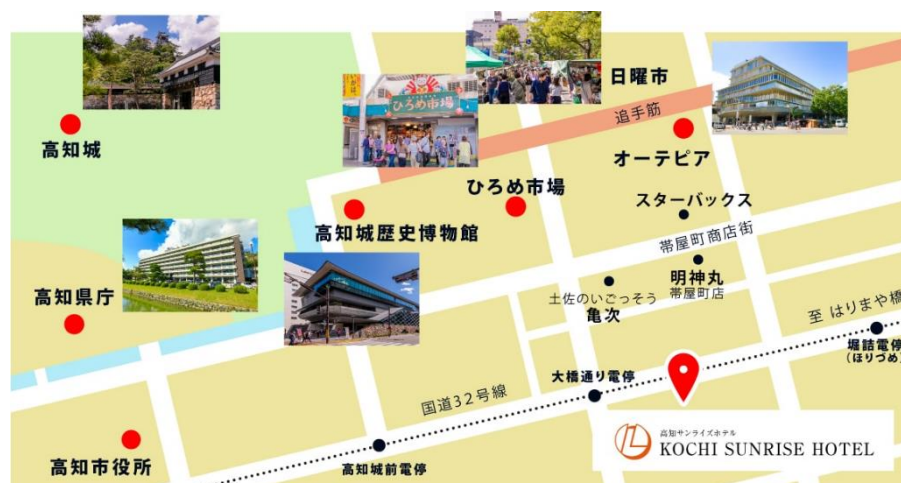 日曜市
追手筋
ひろめ市場
高知城
オーテピア
ひろめ市場
スターバックス
高知城歴史博物館
帯屋町商店街
明神丸
帯屋町店
高知県庁
土佐のいごっそう
亀次
至 はりまや橋
堀詰電停
(ほりづめ)
大橋通り電停
国道32号線
高知サンライズホテル
KOCHI SUNRISE HOTEL
高知市役所
高知城前電停